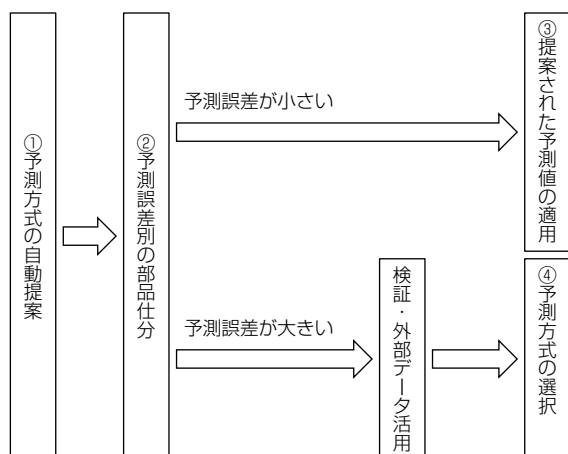 ①予測方式の自動提案
②予測誤差別の部品仕分
予測誤差が小さい
③提案された予測値の適用
予測誤差が大きい
検証・外部データ活用
④予測方式の選択